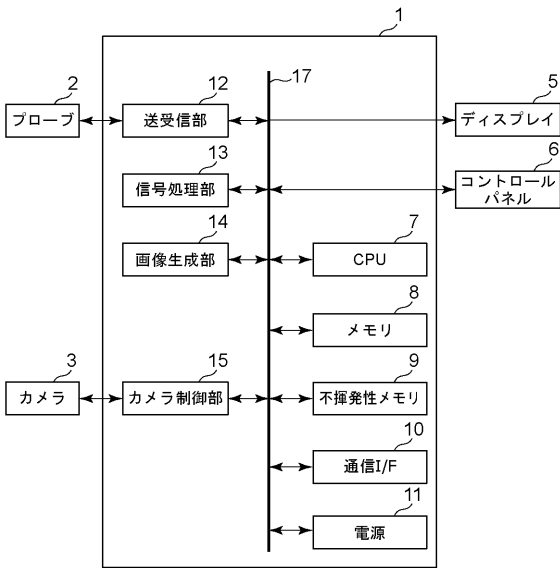 1
17
2
プローブ
12
送受信部
5
ディスプレイ
13
信号処理部
6
コントロール
パネル
14
画像生成部
7
CPU
8
メモリ
3
カメラ
15
カメラ制御部
9
不揮発性メモリ
10
通信I/F
11
電源